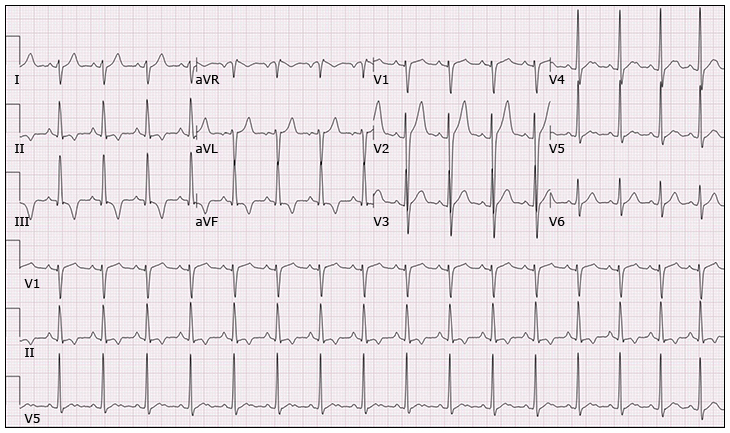 I aVR V1 V4
II aVL V2 V5
III aVF V3 V6
V1
II
V5